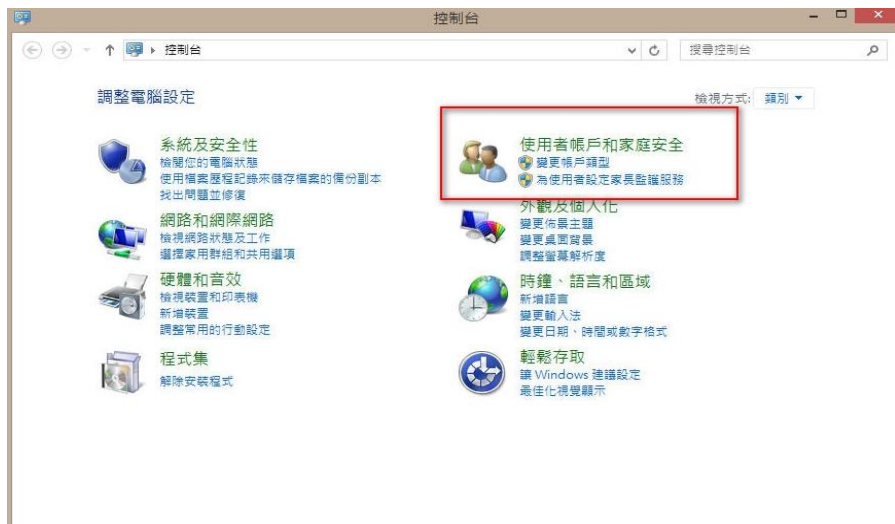 控制台
控制台
搜尋控制台
調整電腦設定
檢視方式: 類別
系統及安全性
檢閱您的電腦狀態
使用檔案歷程記錄來儲存檔案的備份副本
找出問題並修復
網路和網際網路
檢視網路狀態及工作
選擇家用群組和共用選項
硬體和音效
檢視裝置和印表機
新增裝置
調整常用的行動設定
程式集
解除安裝程式
使用者帳戶和家庭安全
變更帳戶類型
為使用者設定家長監護服務
外觀及個人化
變更佈景主題
變更桌面背景
調整螢幕解析度
時鐘、語言和區域
新增語言
變更輸入法
變更日期、時間或數字格式
輕鬆存取
讓 Windows 建議設定
最佳化視覺顯示